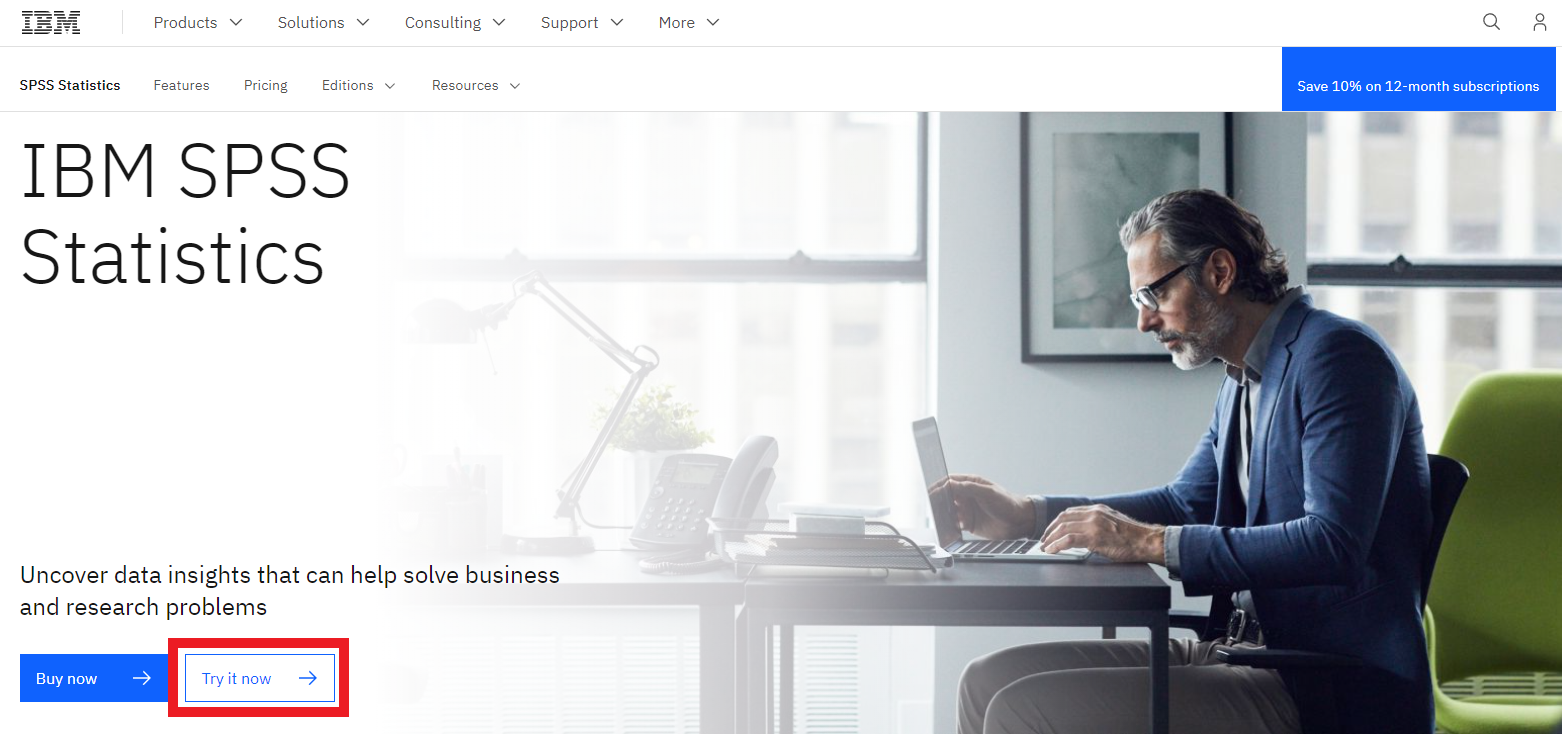 IBM
Products
Solutions
Consulting
Support
More
SPSS Statistics
Features
Pricing
Editions
Resources
Save 10% on 12-month subscriptions
IBM SPSS
Statistics
Uncover data insights that can help solve business
and research problems
Buy now
Try it now